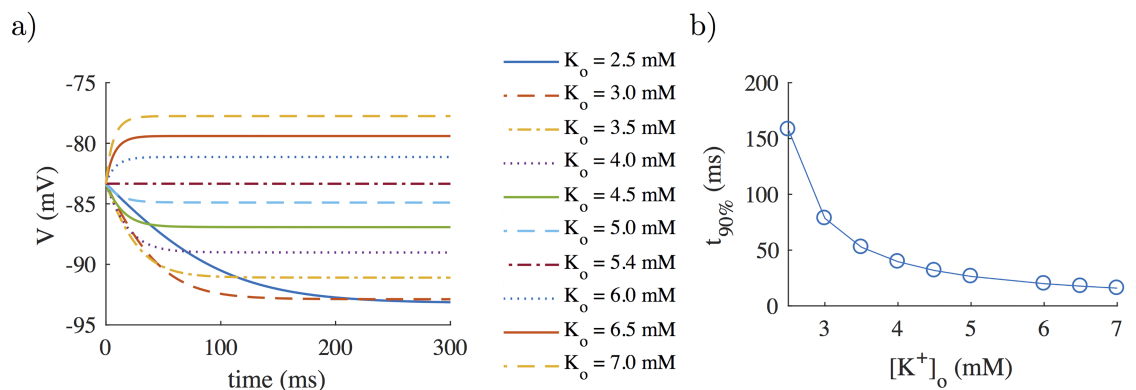 a)
V (mV)
-75
-80
-85
-90
-95
0
100
200
300
time (ms)
K_o = 2.5 mM
K_o = 3.0 mM
K_o = 3.5 mM
K_o = 4.0 mM
K_o = 4.5 mM
K_o = 5.0 mM
K_o = 5.4 mM
K_o = 6.0 mM
K_o = 6.5 mM
K_o = 7.0 mM
b)
t_90% (ms)
200
150
100
50
0
3
4
5
6
7
[K^+]_o (mM)